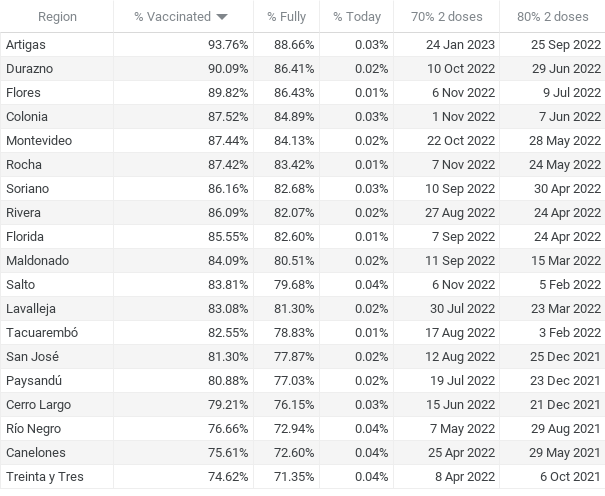 Region % Vaccinated % Fully % Today 70% 2 doses 80% 2 doses
Artigas 93.76% 88.66% 0.03% 24 Jan 2023 25 Sep 2022
Durazno 90.09% 86.41% 0.02% 10 Oct 2022 29 Jun 2022
Flores 89.82% 86.43% 0.01% 6 Nov 2022 9 Jul 2022
Colonia 87.52% 84.89% 0.03% 1 Nov 2022 7 Jun 2022
Montevideo 87.44% 84.13% 0.02% 22 Oct 2022 28 May 2022
Rocha 87.42% 83.42% 0.01% 7 Nov 2022 24 May 2022
Soriano 86.16% 82.68% 0.03% 10 Sep 2022 30 Apr 2022
Rivera 86.09% 82.07% 0.02% 27 Aug 2022 24 Apr 2022
Florida 85.55% 82.60% 0.01% 7 Sep 2022 24 Apr 2022
Maldonado 84.09% 80.51% 0.02% 11 Sep 2022 15 Mar 2022
Salto 83.81% 79.68% 0.04% 6 Nov 2022 5 Feb 2022
Lavalleja 83.08% 81.30% 0.02% 30 Jul 2022 23 Mar 2022
Tacuarembó 82.55% 78.83% 0.01% 17 Aug 2022 3 Feb 2022
San José 81.30% 77.87% 0.02% 12 Aug 2022 25 Dec 2021
Paysandú 80.88% 77.03% 0.02% 19 Jul 2022 23 Dec 2021
Cerro Largo 79.21% 76.15% 0.03% 15 Jun 2022 21 Dec 2021
Río Negro 76.66% 72.94% 0.04% 7 May 2022 29 Aug 2021
Canelones 75.61% 72.60% 0.04% 25 Apr 2022 29 May 2021
Treinta y Tres 74.62% 71.35% 0.04% 8 Apr 2022 6 Oct 2021